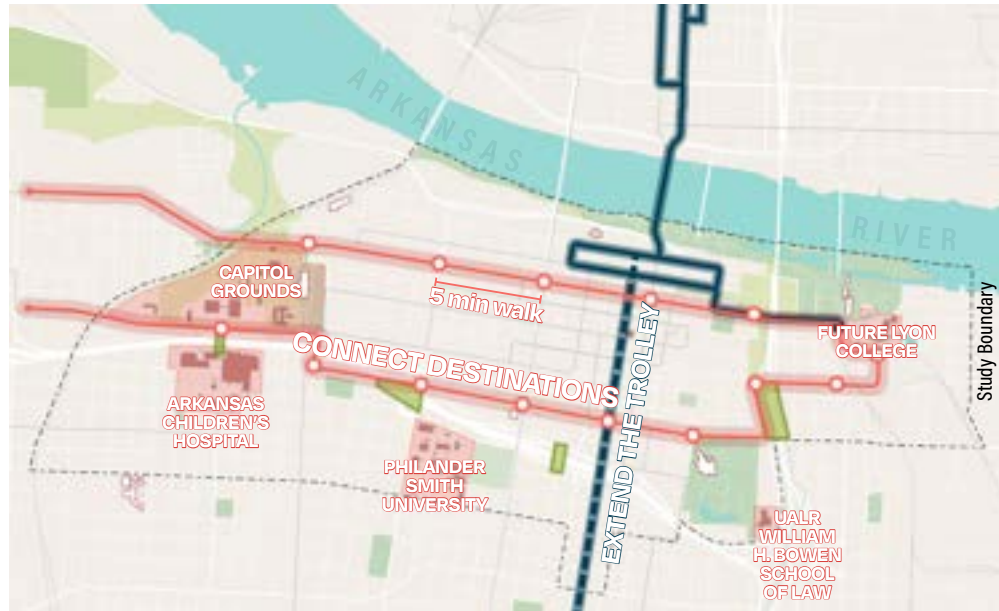 ARKANSAS
RIVER
CAPITOL
GROUNDS
5 min walk
Study Boundary
FUTURE LYON
COLLEGE
CONNECT DESTINATIONS
EXTEND THE TROLLEY
ARKANSAS
CHILDREN'S
HOSPITAL
PHILANDER
SMITH
UNIVERSITY
UALR
WILLIAM
H. BOWEN
SCHOOL
OF LAW